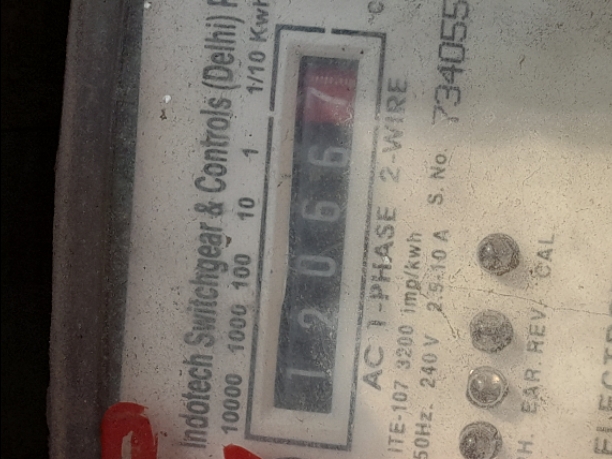 Indotech Switchgear & Controls (Delhi)
10000 1000 100 10 1 1/10 Kwh
1 2 0 6 6 7
AC 1-PHASE 2-WIRE
ITE-107 3200 imp/kwh
50Hz. 240V 2.5-10 A S. No. 734055
H. EAR. REV. CAL.